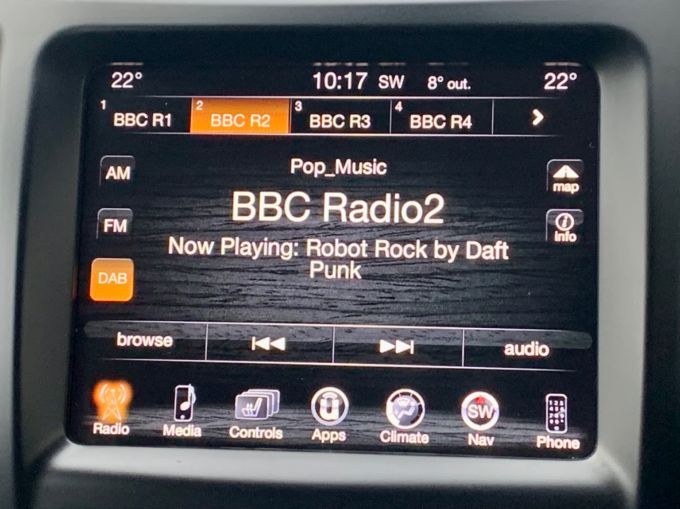 22° 10:17 SW 8° out. 22°
1 BBC R1 2 BBC R2 3 BBC R3 4 BBC R4
Pop_Music
AM
map
BBC Radio2
FM
Info
Now Playing: Robot Rock by Daft
Punk
DAB
browse audio
SW
Radio Media Controls Apps Climate Nav Phone